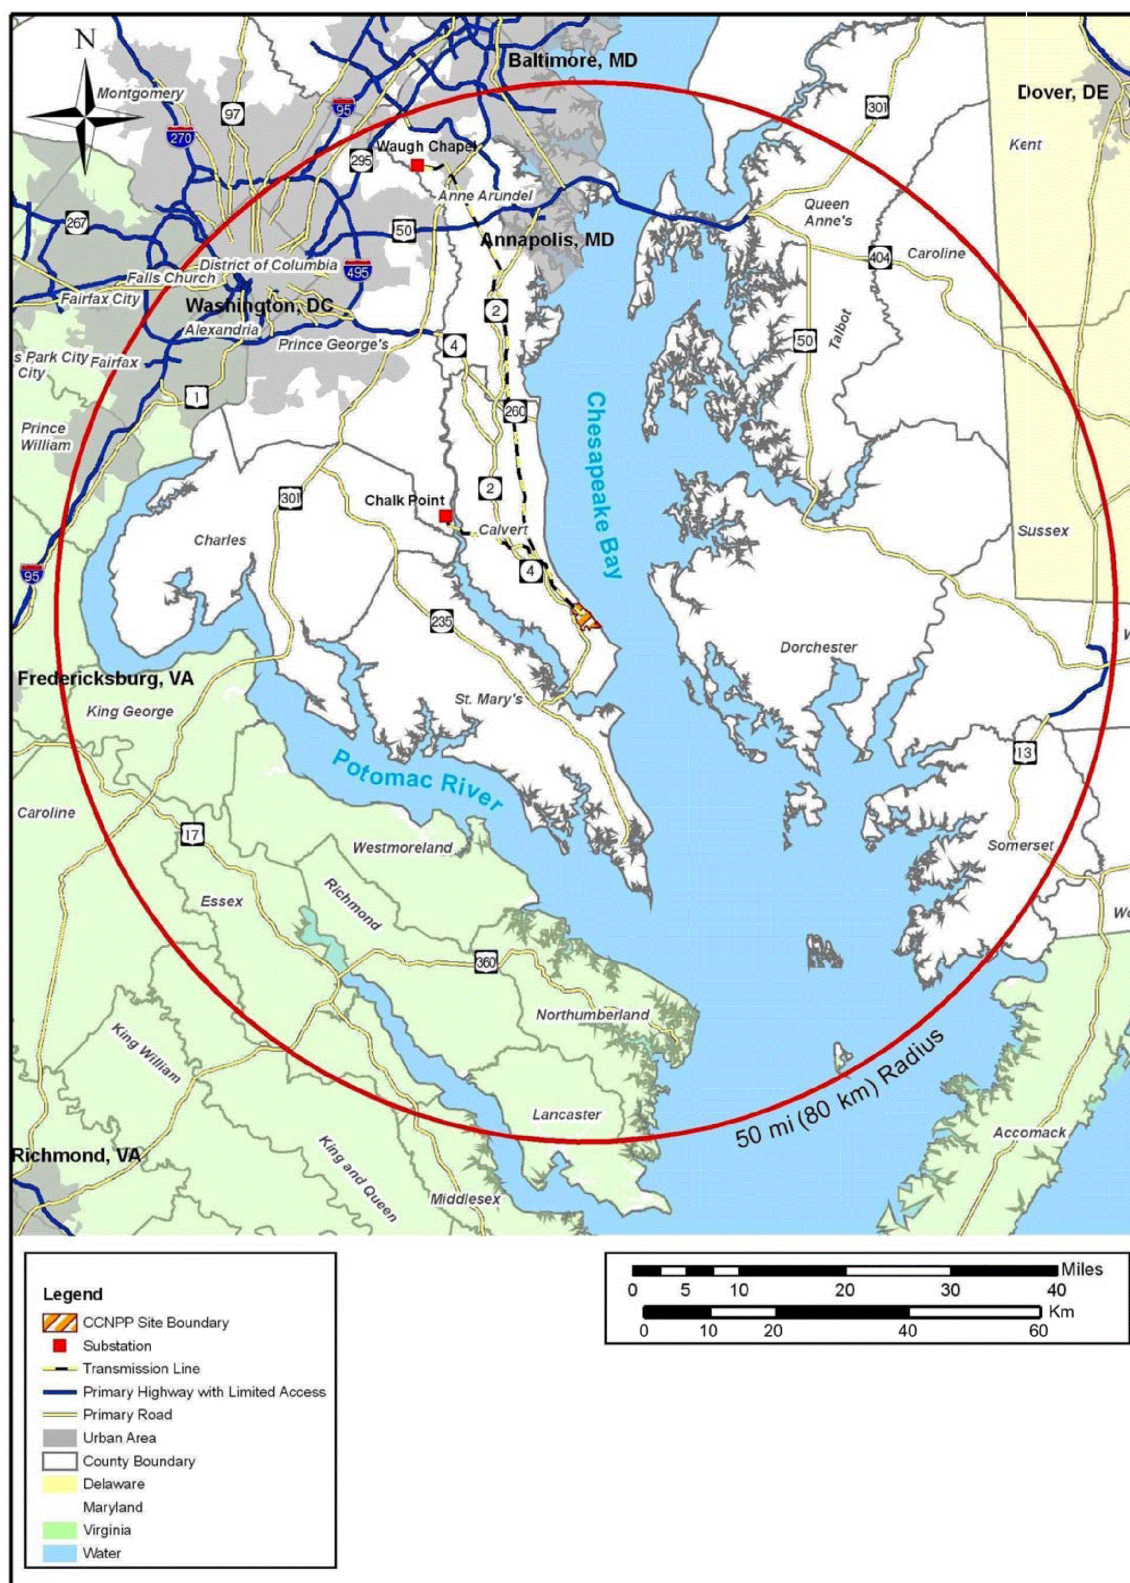 N
Baltimore, MD
Montgomery
97
95
270
301
Dover, DE
Kent
295
Waugh Chapel
Anne Arundel
Queen
Anne's
267
50
Annapolis, MD
404
Caroline
District of Columbia
Falls Church
495
Fairfax City
Washington, DC
2
Alexandria
Prince George's
4
50
Talbot
s Park City
City
Fairfax
1
260
Prince
William
Chesapeake Bay
2
301
Chalk Point
Calvert
Sussex
Charles
95
4
235
Dorchester
W
Fredericksburg, VA
King George
St. Mary's
13
Potomac River
Caroline
17
Westmoreland
Somerset
Essex
Richmond
Wo
360
Northumberland
King William
50 mi (80 km) Radius
Lancaster
Accomack
Richmond, VA
King and Queen
Middlesex
Legend
CCNPP Site Boundary
Substation
Transmission Line
Primary Highway with Limited Access
Primary Road
Urban Area
County Boundary
Delaware
Maryland
Virginia
Water
Miles
0 5 10 20 30 40
Km
0 10 20 40 60